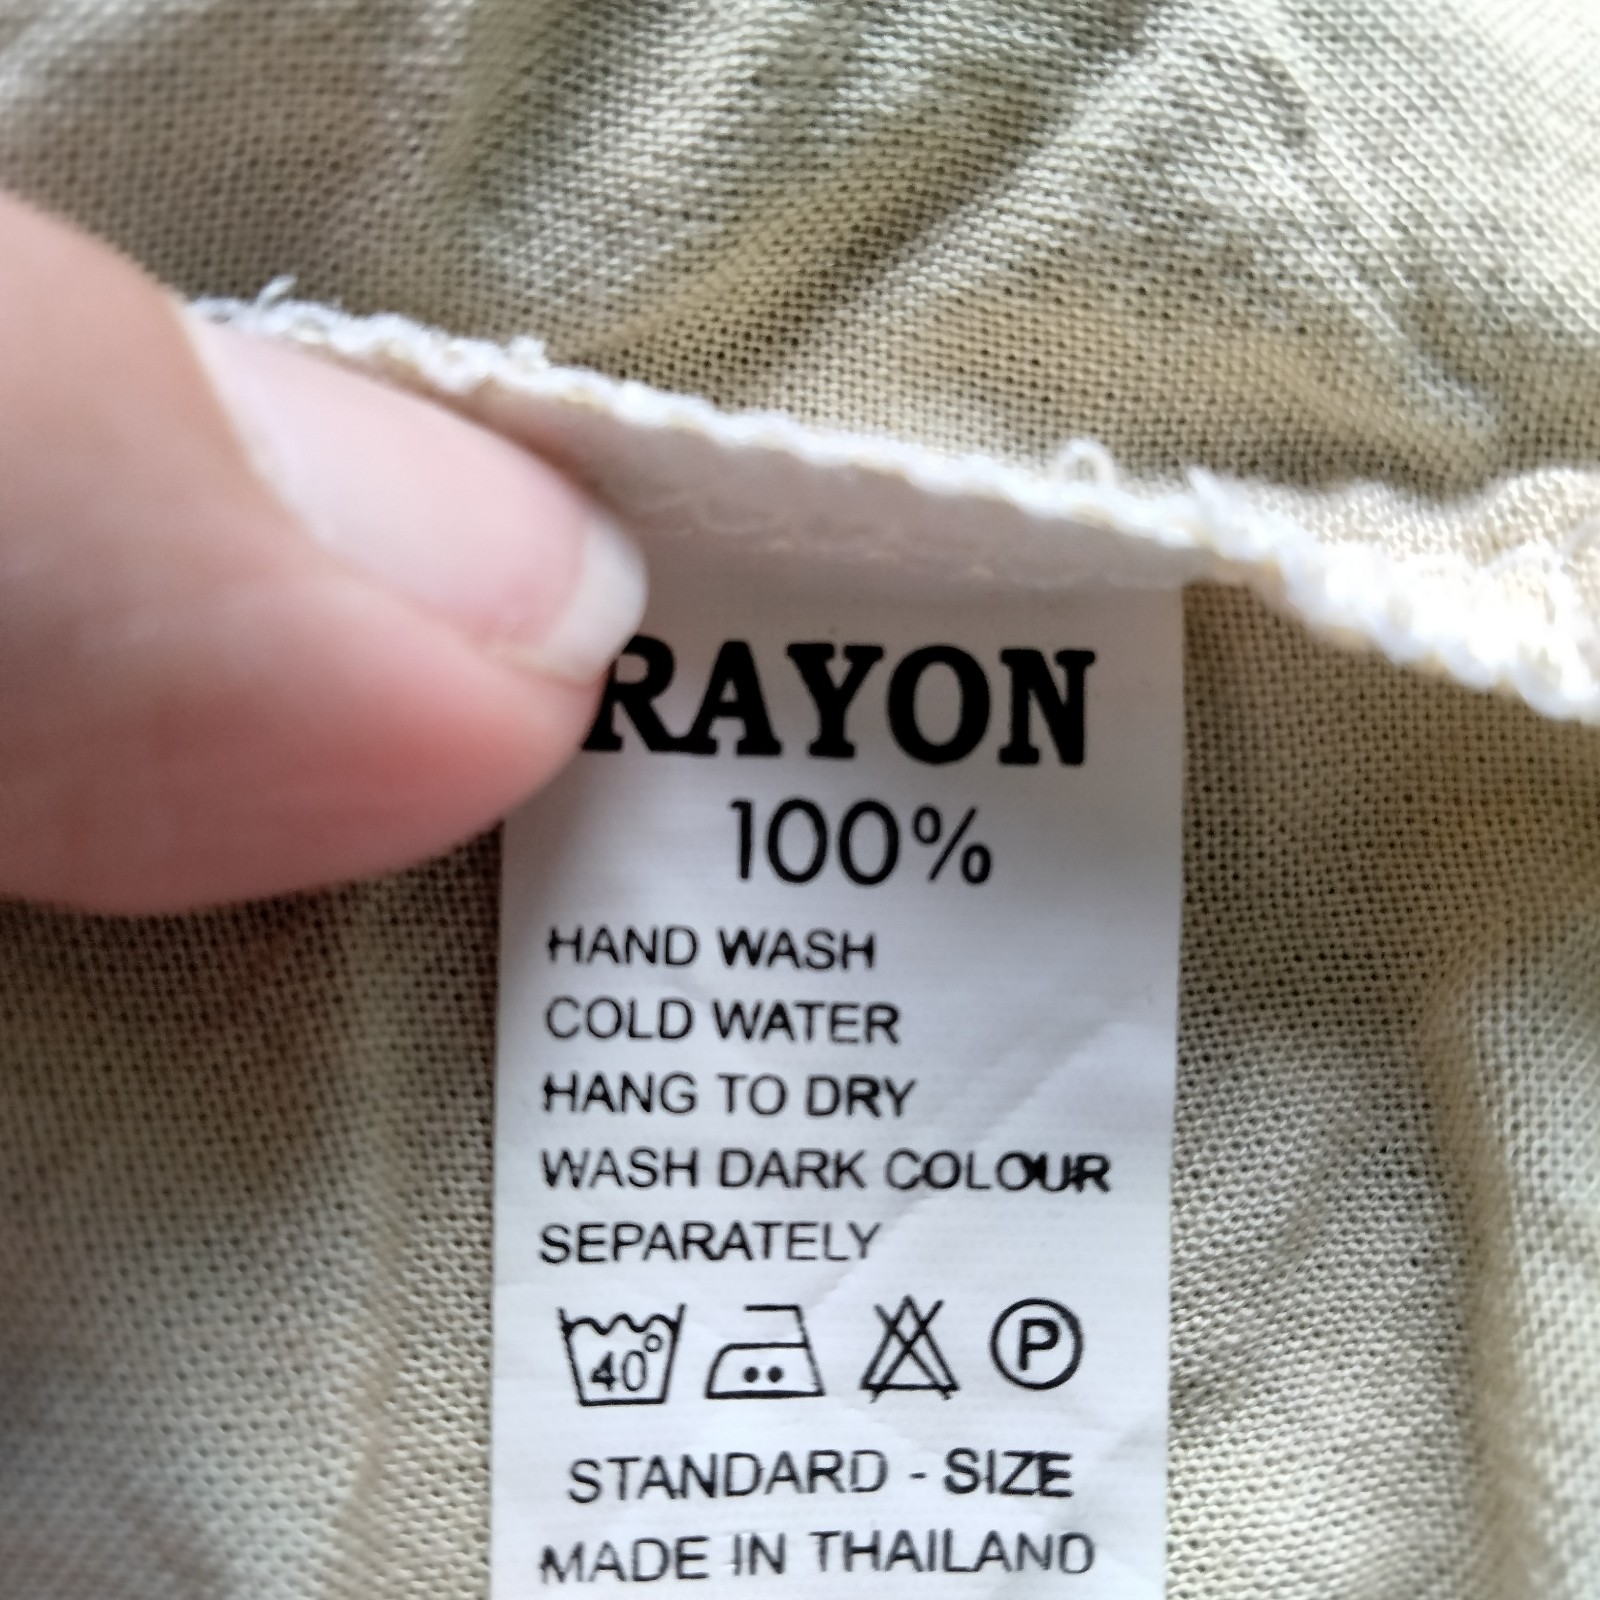 RAYON
100%
HAND WASH
COLD WATER
HANG TO DRY
WASH DARK COLOUR
SEPARATELY
40°
P
STANDARD - SIZE
MADE IN THAILAND